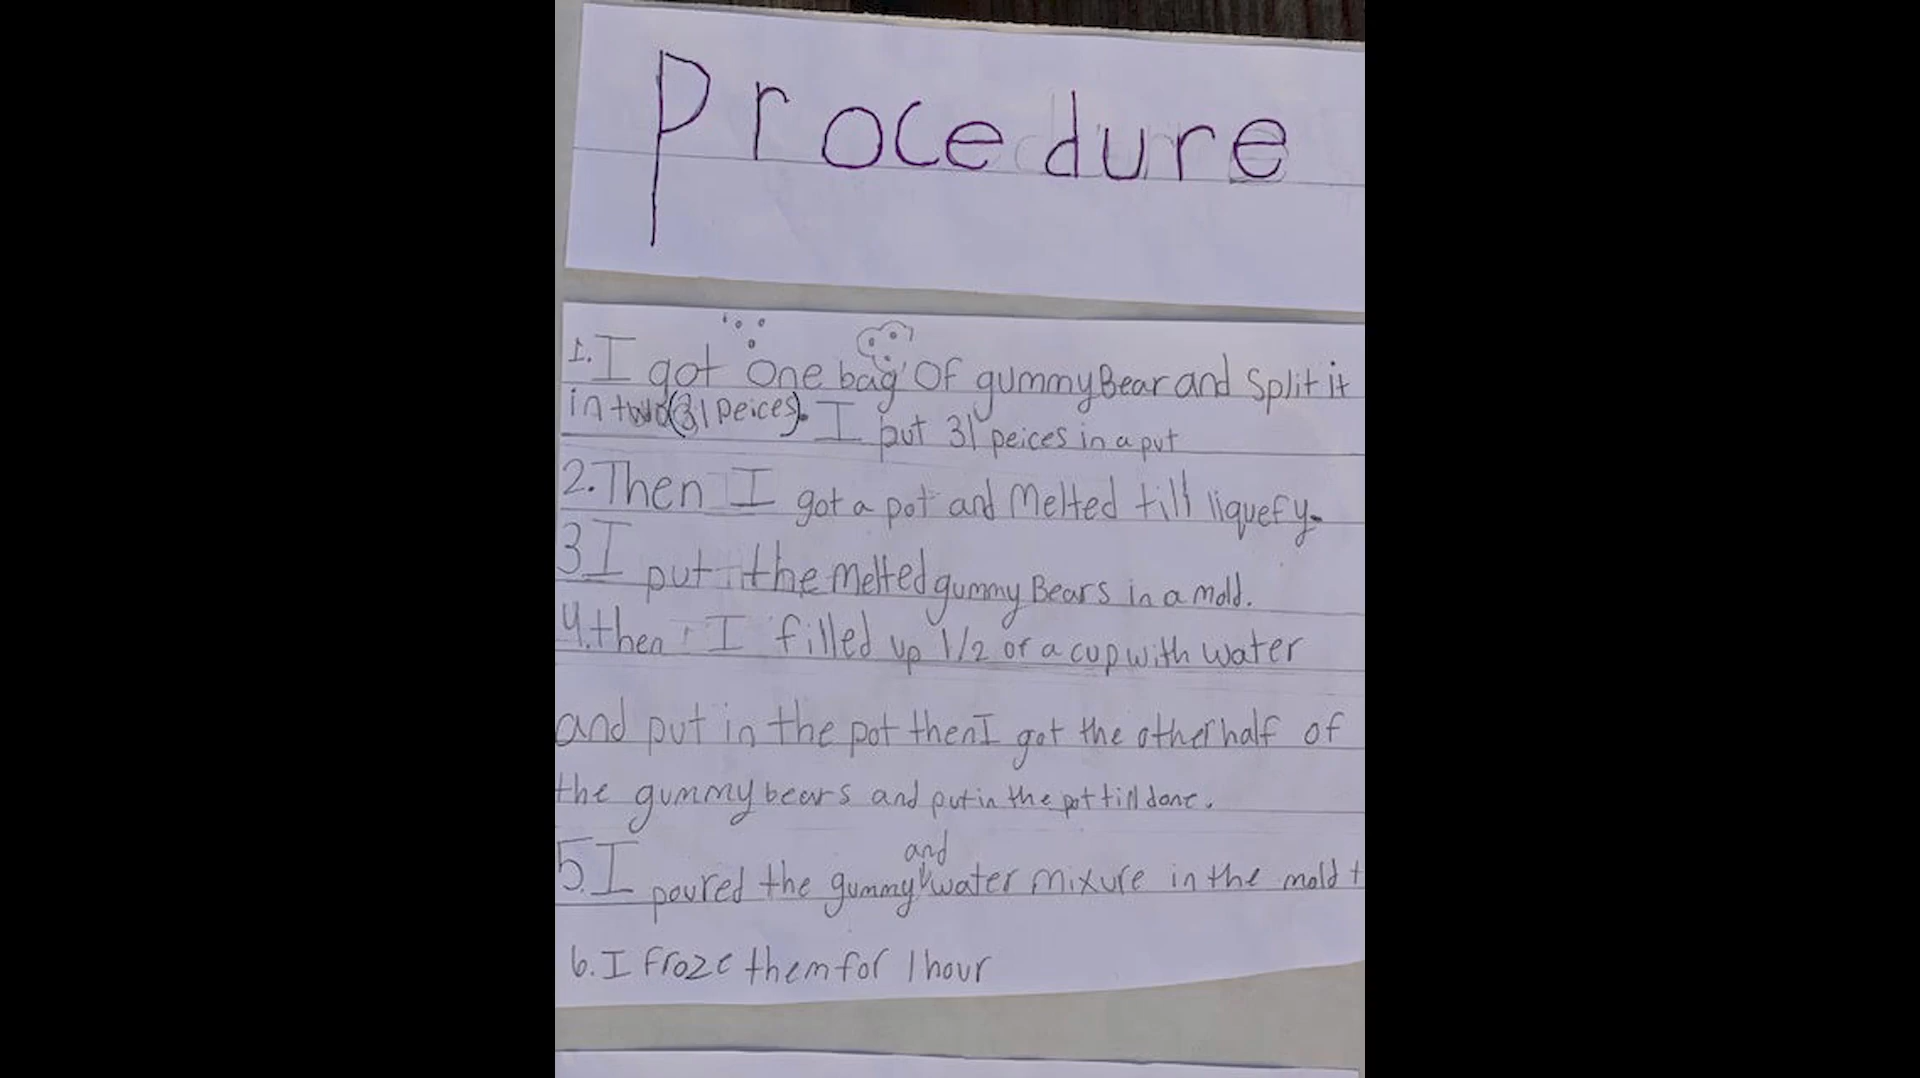 Procedure
1. I got One bag Of gummyBear and Split it
in two (31 Peices). I put 31 peices in a put
2. Then I got a pot and Melted till liquefy.
3 I put the melted gummy Bears in a mold.
4. then I filled up 1/2 of a cup with water
and put in the pot then I got the other half of
the gummy bears and put in the pot till done.
and
5. I poured the gummy water mixure in the mold t
6. I Froze them for 1 hour